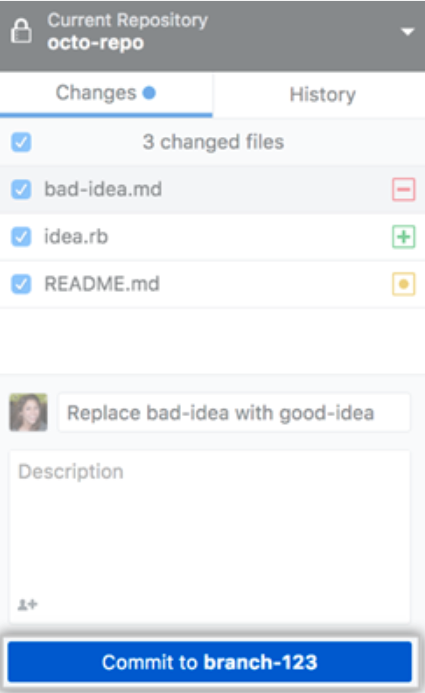 Current Repository
octo-repo
Changes
History
3 changed files
bad-idea.md
idea.rb
README.md
Replace bad-idea with good-idea
Description
Commit to branch-123